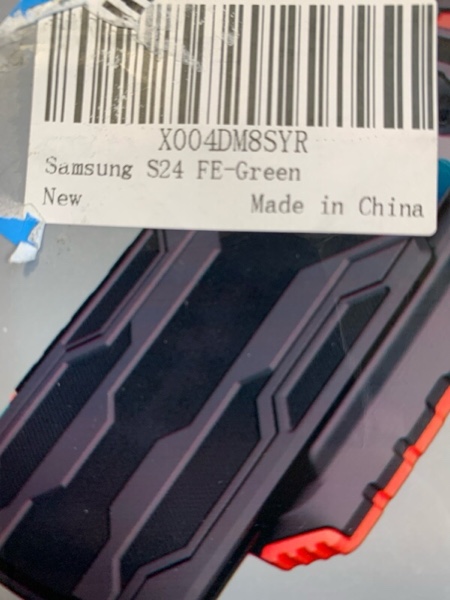 X004DM8SYR
Samsung S24 FE-Green
New
Made in China